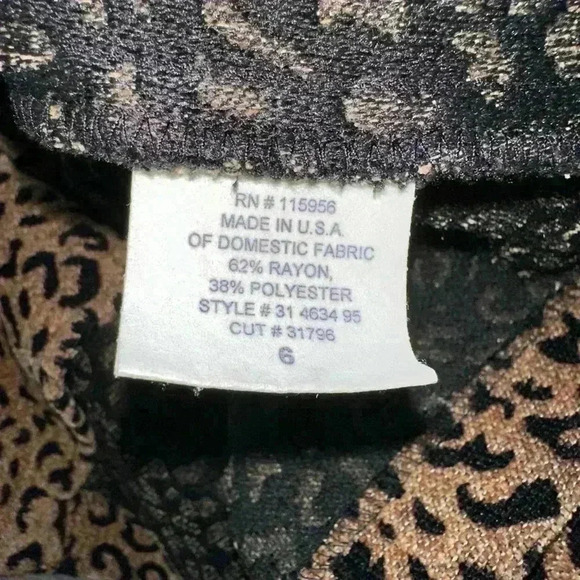 RN # 115956
MADE IN U.S.A.
OF DOMESTIC FABRIC
62% RAYON,
38% POLYESTER
STYLE # 31 4634 95
CUT # 31796
6